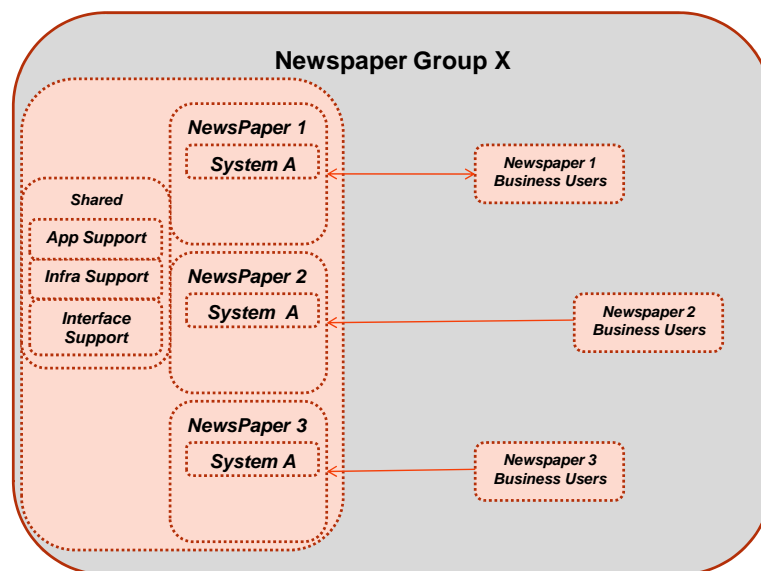 Newspaper Group X
NewsPaper 1
System A
Newspaper 1
Business Users
Shared
App Support
Infra Support
Interface
Support
NewsPaper 2
System  A
Newspaper 2
Business Users
NewsPaper 3
System A
Newspaper 3
Business Users